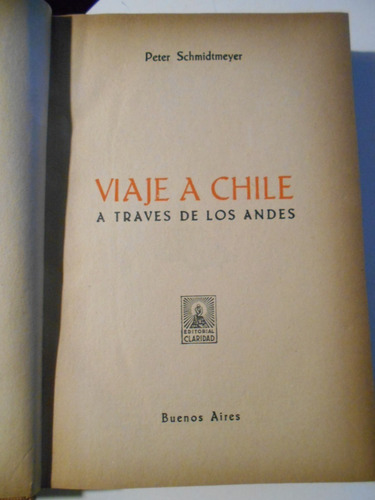 Peter Schmidtmeyer
VIAJE A CHILE
A TRAVES DE LOS ANDES
EDITORIAL
CLARIDAD
Buenos Aires